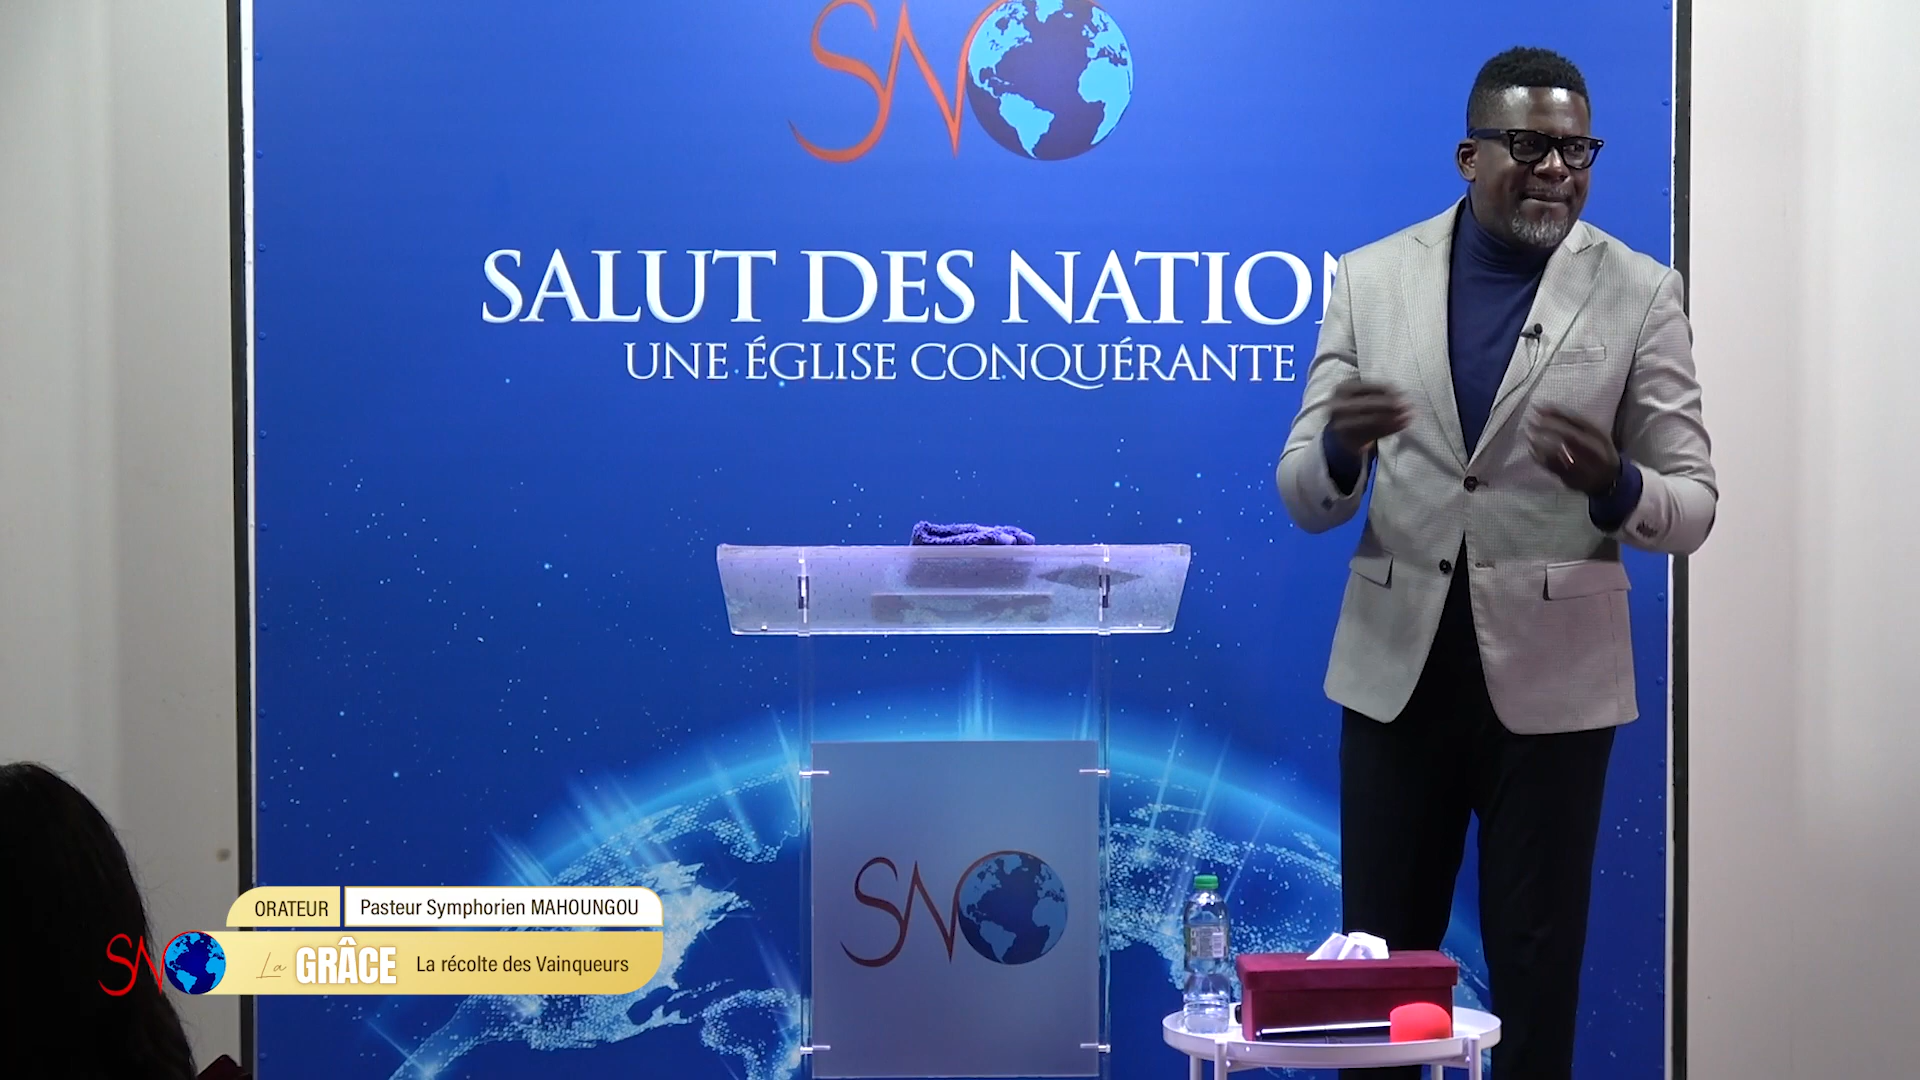 SN
SALUT DES NATION
UNE ÉGLISE CONQUÉRANTE
SN
ORATEUR Pasteur Symphorien MAHOUNGOU
SN La GRÂCE La récolte des Vainqueurs